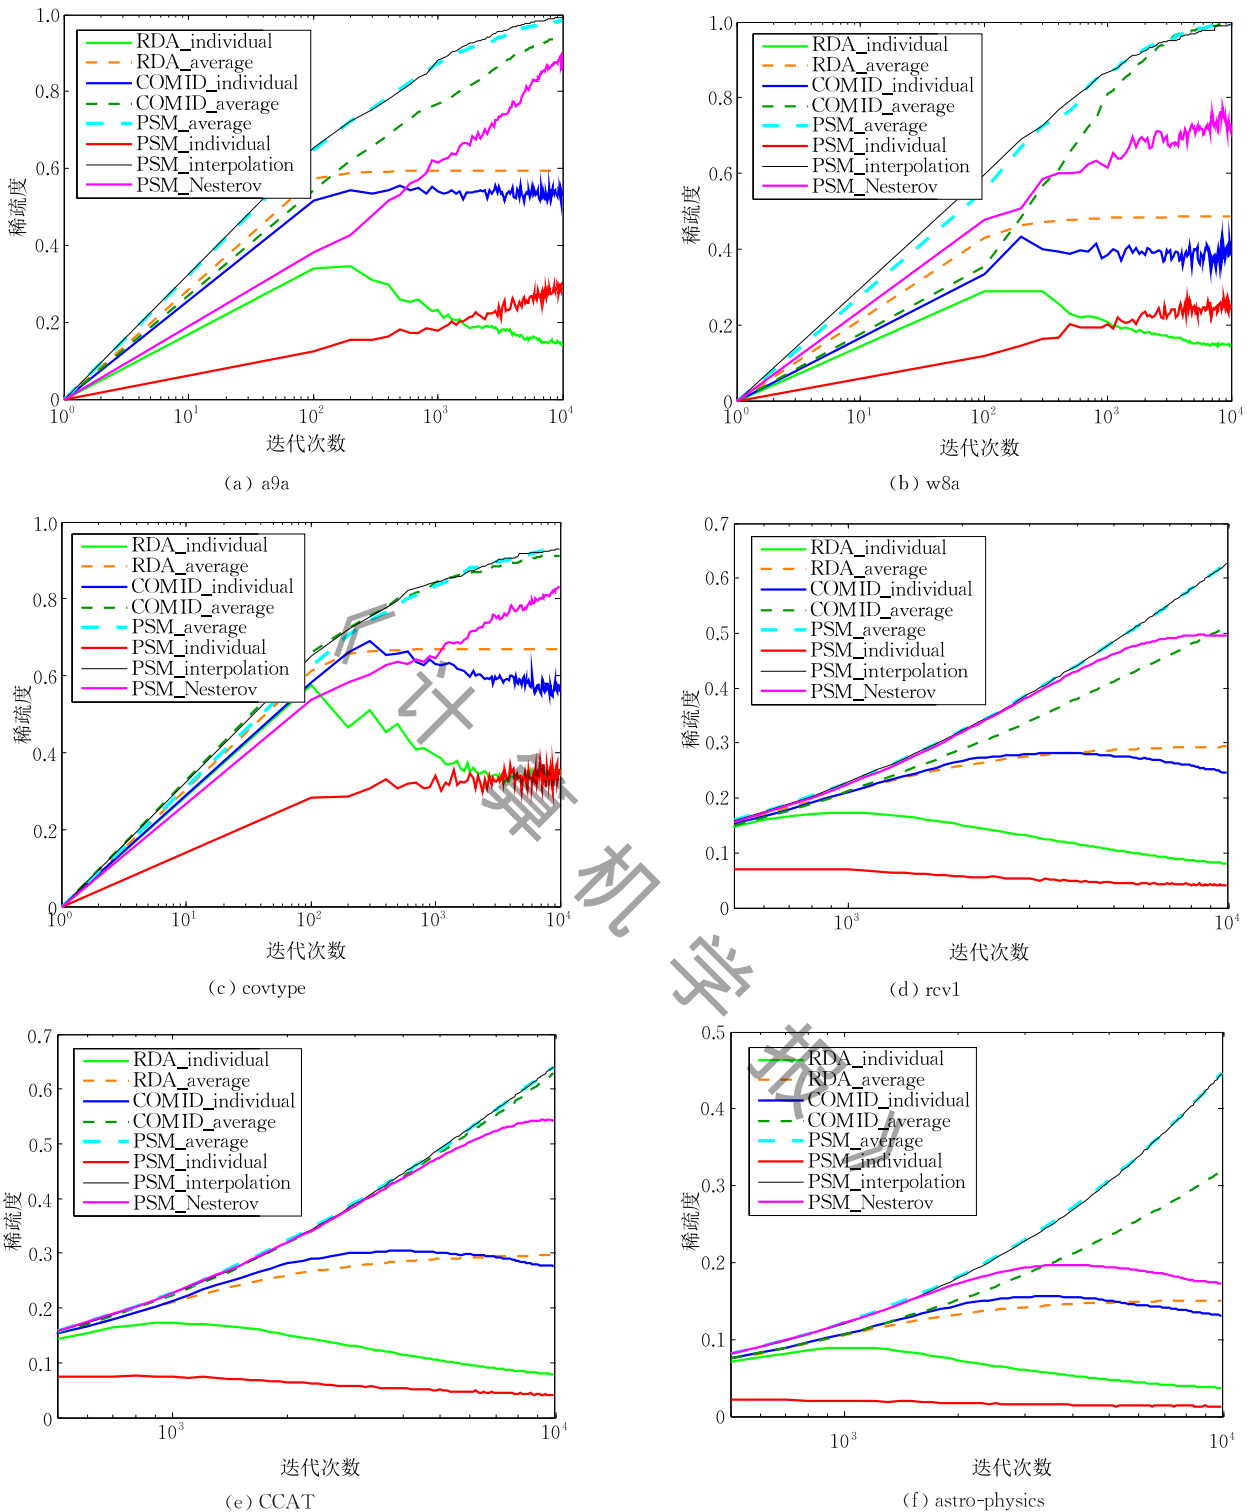 1.0
0.8
0.6
0.4
0.2
0
稀疏度
RDA_individual
RDA_average
COMID_individual
COMID_average
PSM_average
PSM_individual
PSM_interpolation
PSM_Nesterov
10⁰ 10¹ 10² 10³ 10⁴
迭代次数
(a) a9a
1.0
0.8
0.6
0.4
0.2
0
稀疏度
RDA_individual
RDA_average
COMID_individual
COMID_average
PSM_average
PSM_individual
PSM_interpolation
PSM_Nesterov
10⁰ 10¹ 10² 10³ 10⁴
迭代次数
(b) w8a
1.0
0.8
0.6
0.4
0.2
0
稀疏度
RDA_individual
RDA_average
COMID_individual
COMID_average
PSM_average
PSM_individual
PSM_interpolation
PSM_Nesterov
10⁰ 10¹ 10² 10³ 10⁴
迭代次数
(c) covtype
0.7
0.6
0.5
0.4
0.3
0.2
0.1
0
稀疏度
RDA_individual
RDA_average
COMID_individual
COMID_average
PSM_average
PSM_individual
PSM_interpolation
PSM_Nesterov
10³ 10⁴
迭代次数
(d) rcv1
0.7
0.6
0.5
0.4
0.3
0.2
0.1
0
稀疏度
RDA_individual
RDA_average
COMID_individual
COMID_average
PSM_average
PSM_individual
PSM_interpolation
PSM_Nesterov
10³ 10⁴
迭代次数
(e) CCAT
0.5
0.4
0.3
0.2
0.1
0
稀疏度
RDA_individual
RDA_average
COMID_individual
COMID_average
PSM_average
PSM_individual
PSM_interpolation
PSM_Nesterov
10³ 10⁴
迭代次数
(f) astro-physics
《计算机学报》